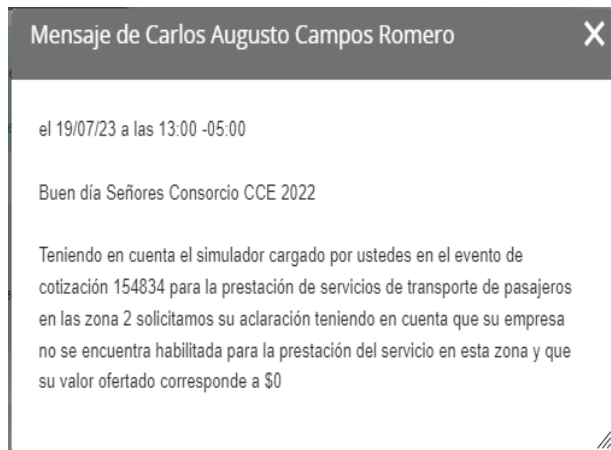 Mensaje de Carlos Augusto Campos Romero
el 19/07/23 a las 13:00 -05:00
Buen día Señores Consorcio CCE 2022
Teniendo en cuenta el simulador cargado por ustedes en el evento de
cotización 154834 para la prestación de servicios de transporte de pasajeros
en las zona 2 solicitamos su aclaración teniendo en cuenta que su empresa
no se encuentra habilitada para la prestación del servicio en esta zona y que
su valor ofertado corresponde a $0